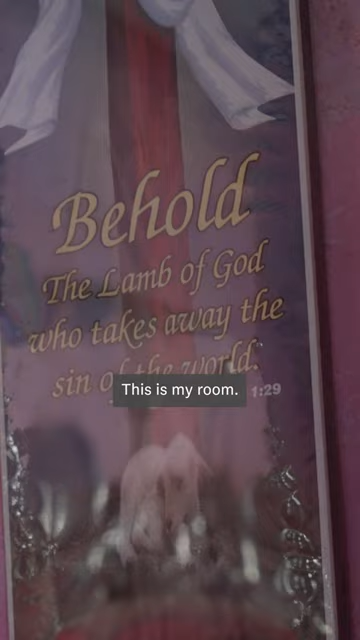 Behold
The Lamb of God
who takes away the
sin of the world."
This is my room.
1:29